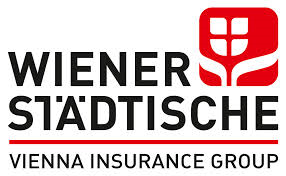 WIENER
STÄDTISCHE
VIENNA INSURANCE GROUP